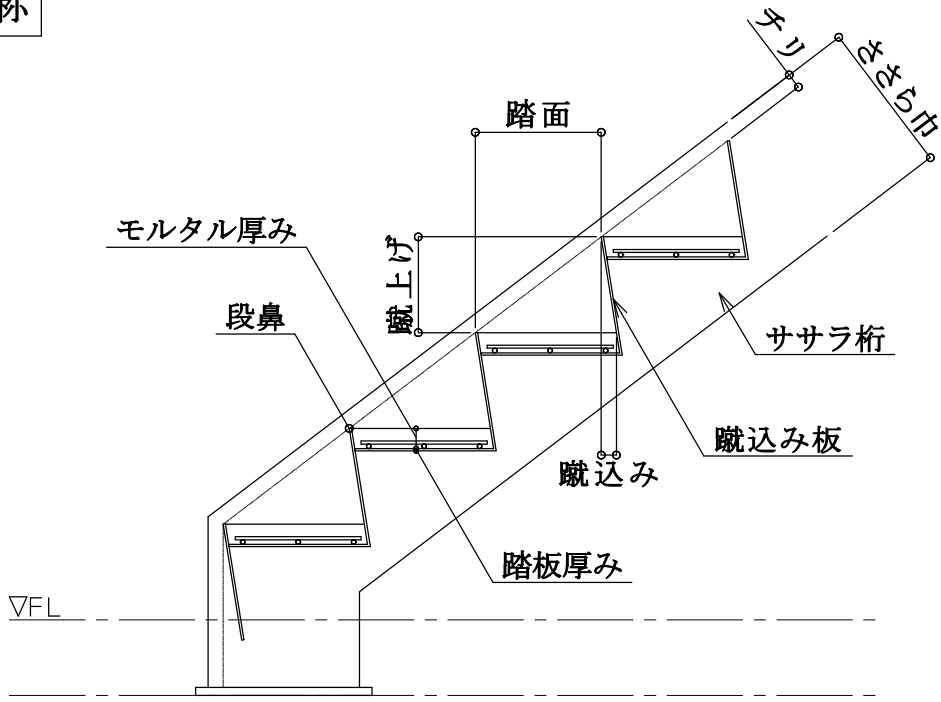 称
チリ
ささら巾
踏面
モルタル厚み
蹴上げ
段鼻
ササラ桁
蹴込み板
蹴込み
踏板厚み
▽FL